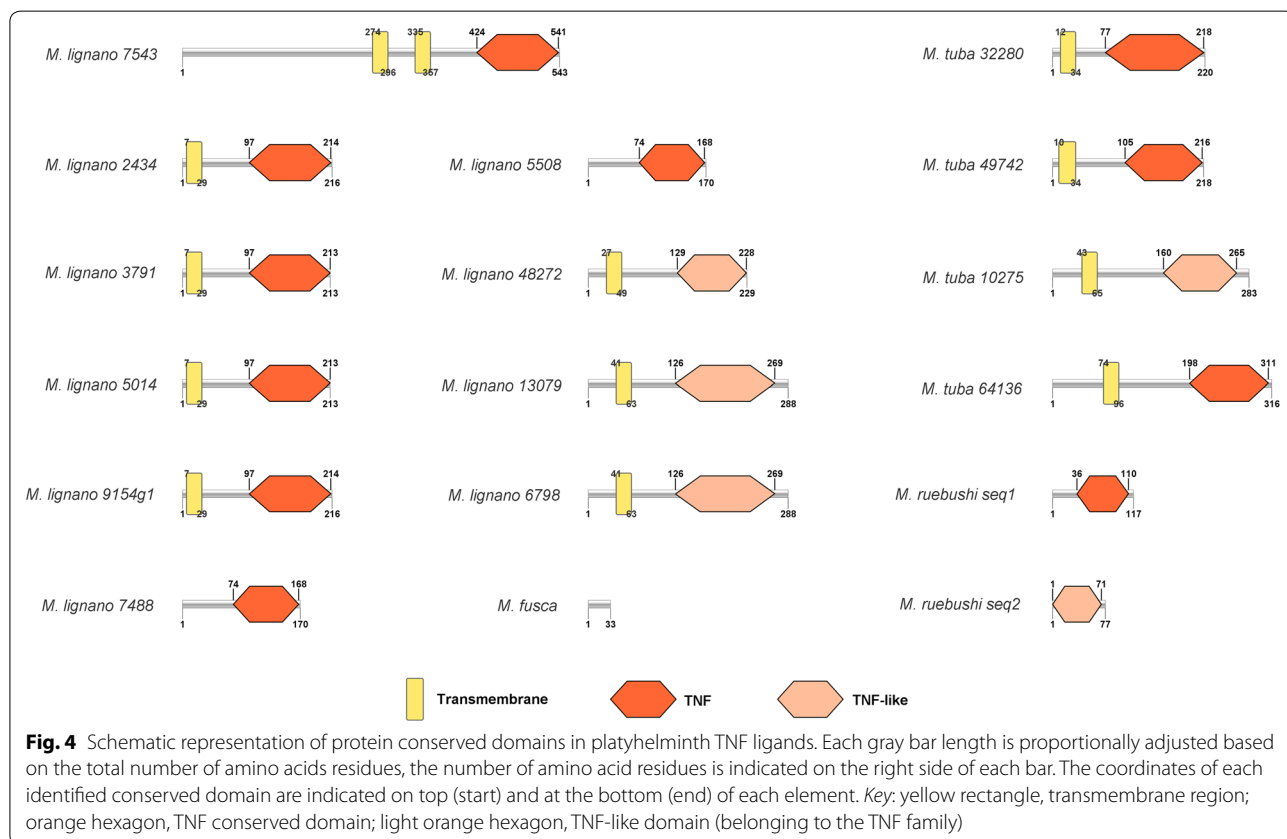 274 335 424 541
M. lignano 7543
1 296 357 543
12 77 218
M. tuba 32280
1 34 220
7 97 214
M. lignano 2434
1 29 216
74 168
M. lignano 5508
1 170
10 105 216
M. tuba 49742
1 34 218
7 97 213
M. lignano 3791
1 29 213
27 129 228
M. lignano 48272
1 49 229
43 160 265
M. tuba 10275
1 65 283
7 97 213
M. lignano 5014
1 29 213
41 126 269
M. lignano 13079
1 63 288
74 198 311
M. tuba 64136
1 96 316
7 97 214
M. lignano 9154g1
1 29 216
41 126 269
M. lignano 6798
1 63 288
36 110
M. ruebushi seq1
1 117
74 168
M. lignano 7488
1 170
M. fusca
1 33
1 71
M. ruebushi seq2
1 77
Transmembrane TNF TNF-like
Fig. 4 Schematic representation of protein conserved domains in platyhelminth TNF ligands. Each gray bar length is proportionally adjusted based
on the total number of amino acids residues, the number of amino acid residues is indicated on the right side of each bar. The coordinates of each
identified conserved domain are indicated on top (start) and at the bottom (end) of each element. Key: yellow rectangle, transmembrane region;
orange hexagon, TNF conserved domain; light orange hexagon, TNF-like domain (belonging to the TNF family)